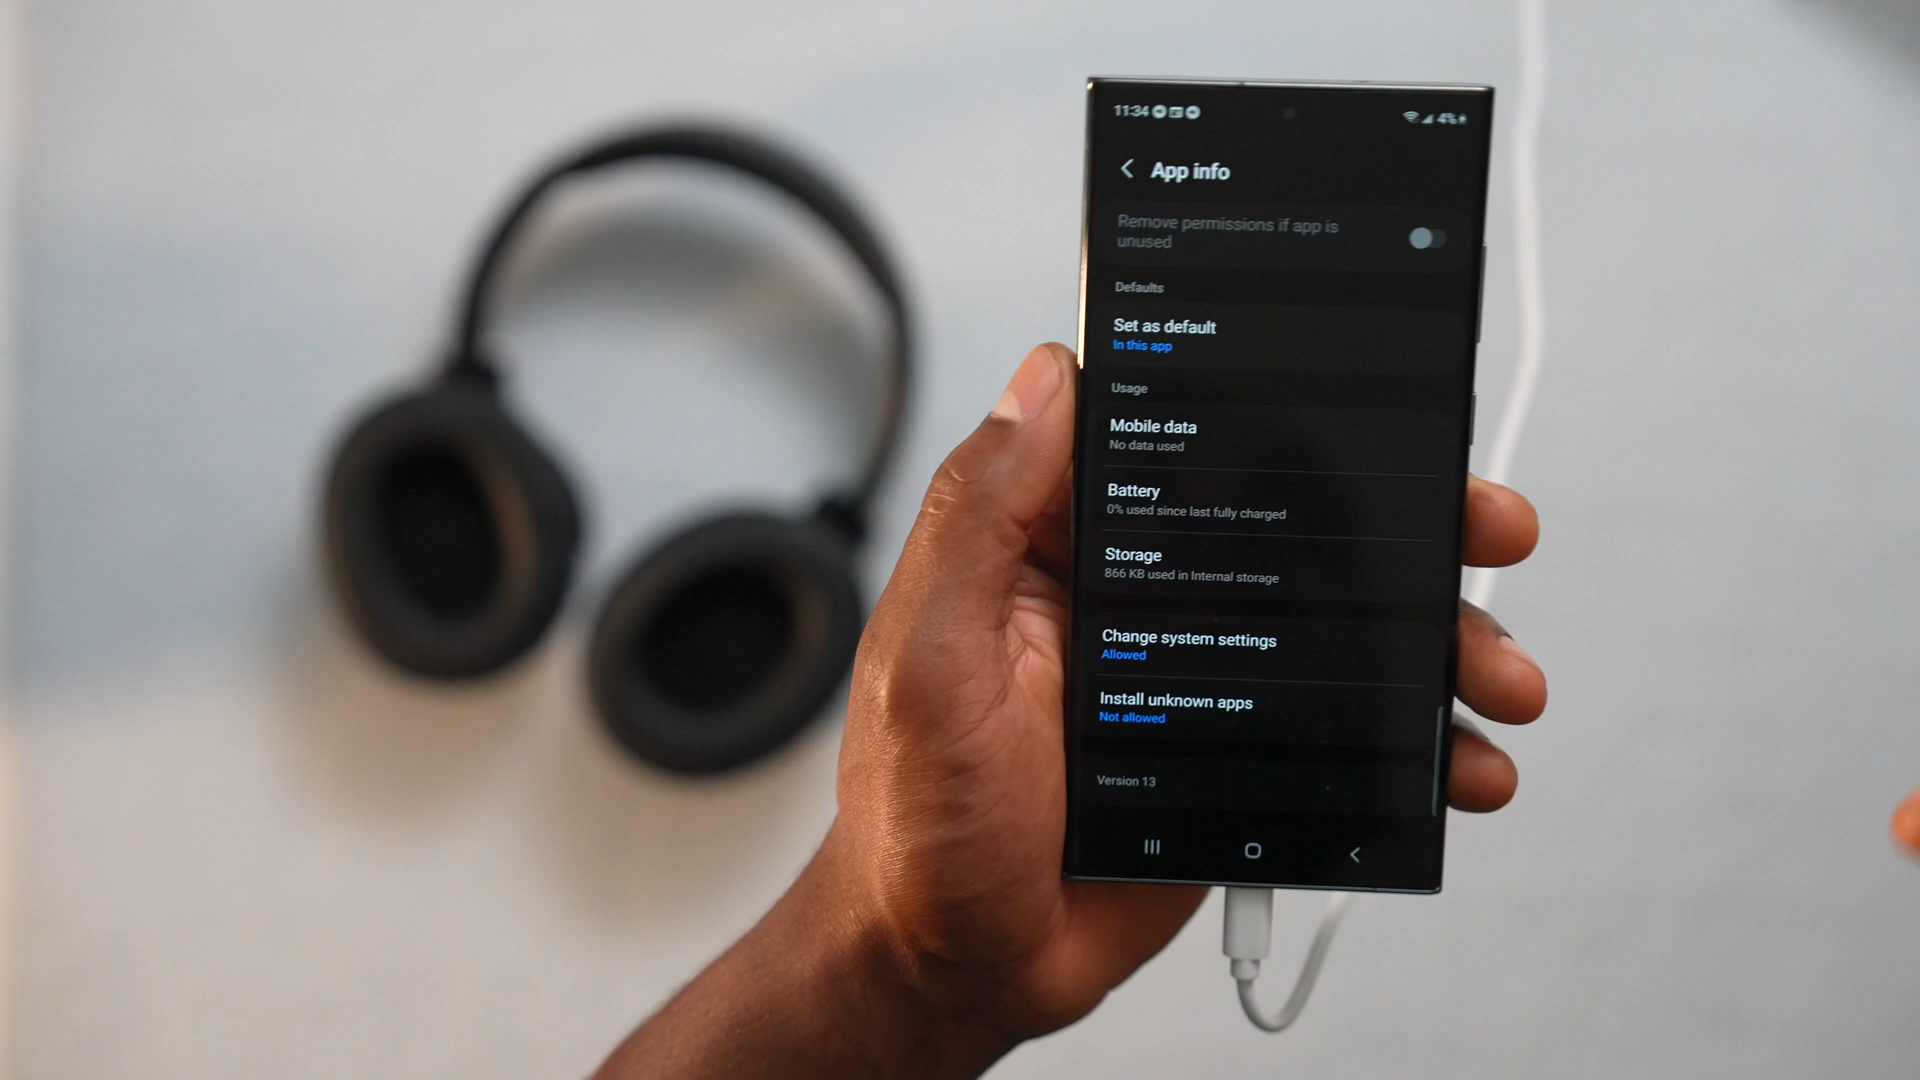 11:34
4%
App info
Remove permissions if app is
unused
Defaults
Set as default
In this app
Usage
Mobile data
No data used
Battery
0% used since last fully charged
Storage
866 KB used in Internal storage
Change system settings
Allowed
Install unknown apps
Not allowed
Version 13